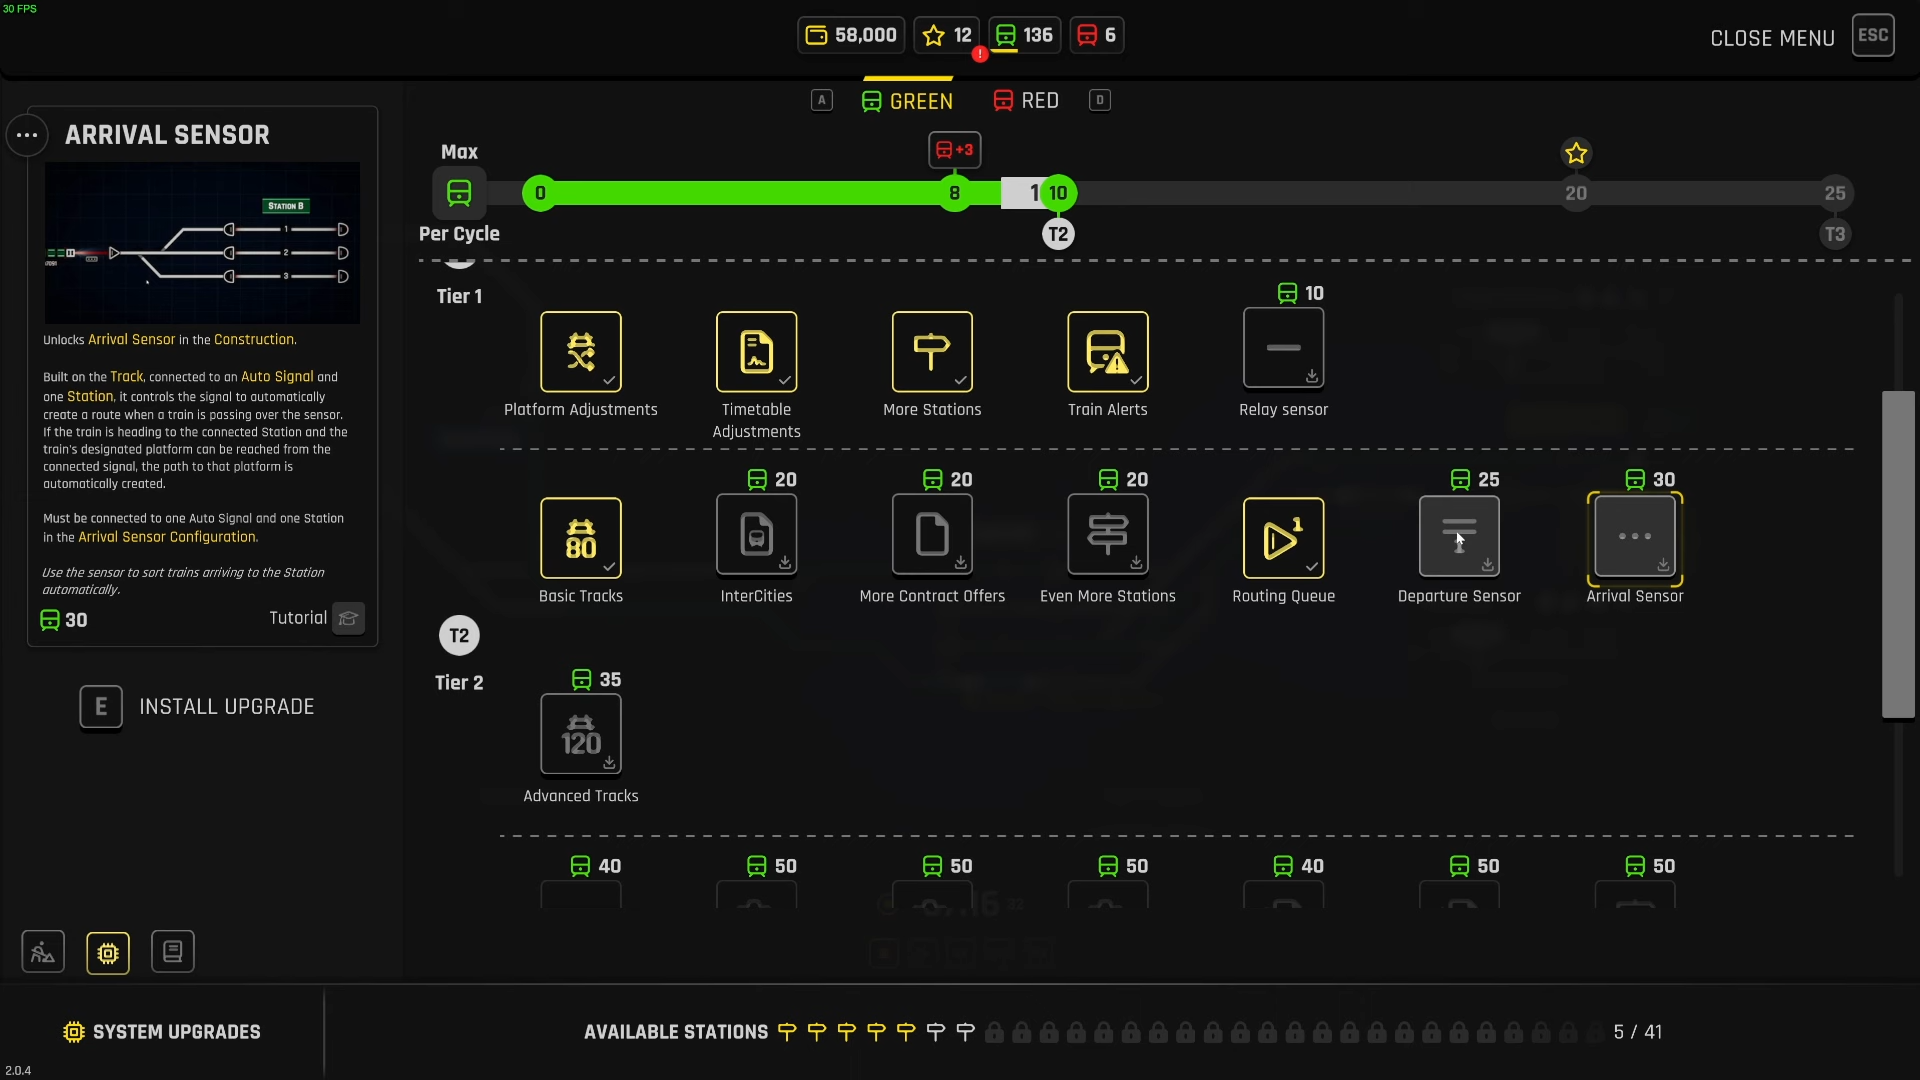 30 FPS
58,000
12
136
6
CLOSE MENU
ESC
!
A
GREEN
RED
D
ARRIVAL SENSOR
STATION B
1
2
3
Unlocks Arrival Sensor in the Construction.
Built on the Track, connected to an Auto Signal and
one Station, it controls the signal to automatically
create a route when a train is passing over the sensor.
If the train is heading to the connected Station and the
train's designated platform can be reached from the
connected signal, the path to that platform is
automatically created.
Must be connected to one Auto Signal and one Station
in the Arrival Sensor Configuration.
Use the sensor to sort trains arriving to the Station
automatically.
30
Tutorial
E
INSTALL UPGRADE
Max
Per Cycle
+3
0
8
1
10
20
25
T2
T3
Tier 1
10
Platform Adjustments
Timetable
Adjustments
More Stations
Train Alerts
Relay sensor
20
20
20
25
30
80
1
Basic Tracks
InterCities
More Contract Offers
Even More Stations
Routing Queue
Departure Sensor
Arrival Sensor
T2
Tier 2
35
120
Advanced Tracks
40
50
50
50
40
50
50
SYSTEM UPGRADES
AVAILABLE STATIONS
5 / 41
2.0.4